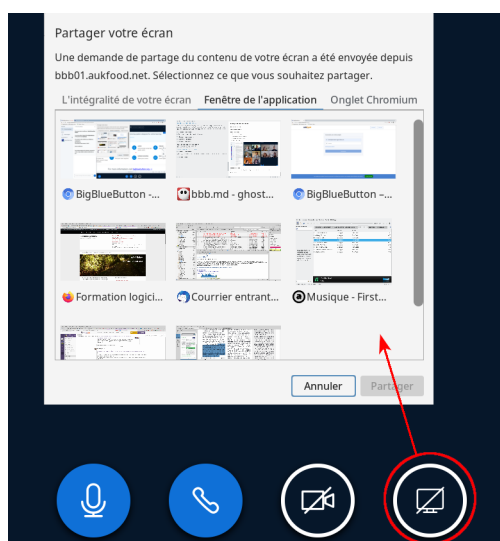 Partager votre écran
Une demande de partage du contenu de votre écran a été envoyée depuis
bbb01.aukfood.net. Sélectionnez ce que vous souhaitez partager.
L'intégralité de votre écran Fenêtre de l'application Onglet Chromium
BigBlueButton -... bbb.md - ghost... BigBlueButton –...
Formation logici... Courrier entrant... Musique - First...
Annuler Partager